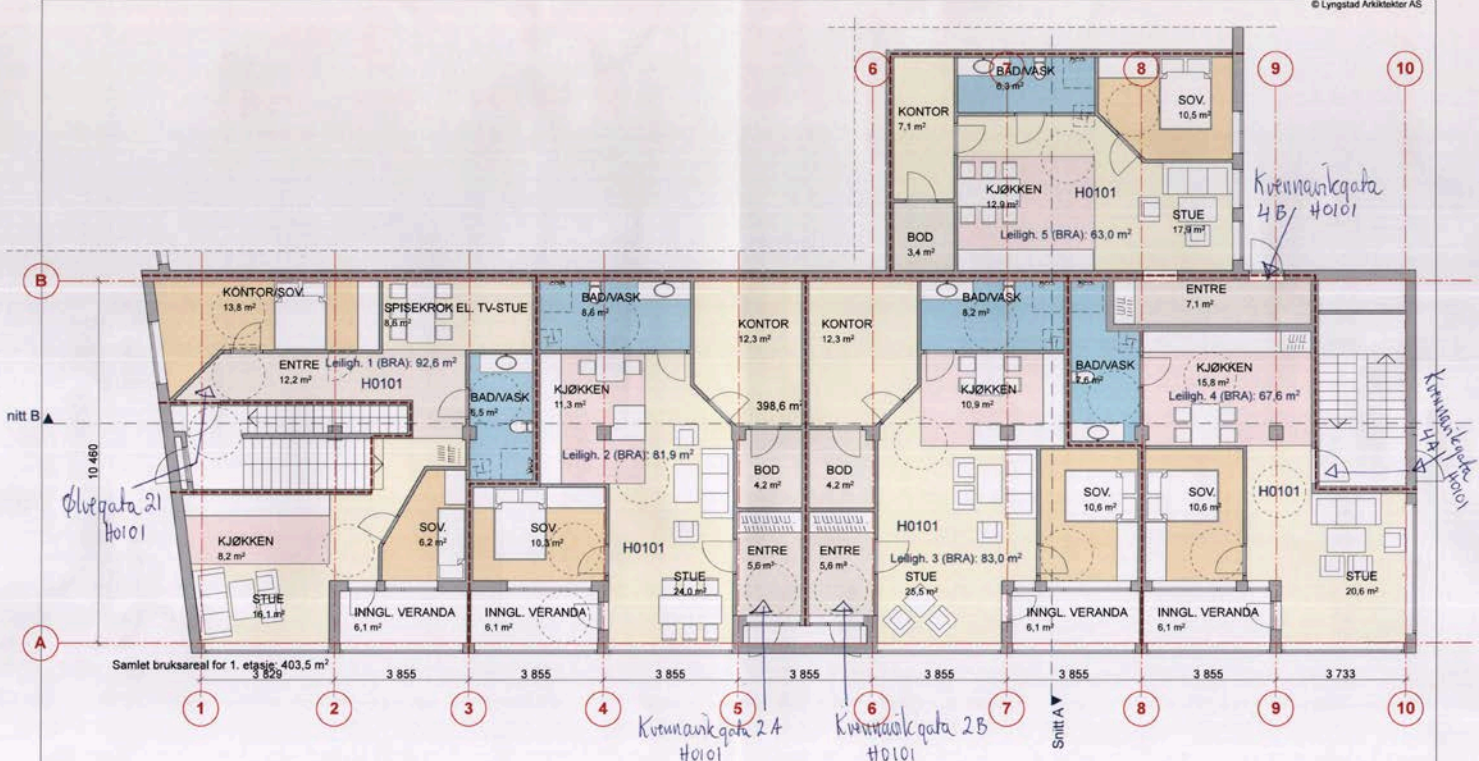 © Lyngstad Arkiktekter AS
6
7
8
9
10
BAD/VASK
6,3 m²
KONTOR
7,1 m²
SOV.
10,5 m²
KJØKKEN
12,9 m²
H0101
STUE
17,9 m²
Leiligh. 5 (BRA): 63,0 m²
BOD
3,4 m²
Kvennavikgata
4B H0101
B
KONTOR/SOV.
13,8 m²
SPISEKROK EL. TV-STUE
8,6 m²
BAD/VASK
8,6 m²
KONTOR
12,3 m²
KONTOR
12,3 m²
BAD/VASK
8,2 m²
ENTRE
7,1 m²
ENTRE
12,2 m²
Leiligh. 1 (BRA): 92,6 m²
H0101
BAD/VASK
6,5 m²
KJØKKEN
11,3 m²
398,6 m²
KJØKKEN
10,9 m²
BAD/VASK
7,6 m²
KJØKKEN
15,8 m²
Leiligh. 4 (BRA): 67,6 m²
nitt B
10 460
Leiligh. 2 (BRA): 81,9 m²
BOD
4,2 m²
BOD
4,2 m²
Kvennavikgata
4A H0101
Ølvegata 21
H0101
SOV.
6,2 m²
SOV.
10,3 m²
SOV.
10,6 m²
SOV.
10,6 m²
H0101
KJØKKEN
8,2 m²
H0101
ENTRE
5,6 m²
ENTRE
5,6 m²
H0101
Leiligh. 3 (BRA): 83,0 m²
STUE
16,1 m²
STUE
24,0 m²
STUE
25,5 m²
STUE
20,6 m²
INNGL. VERANDA
6,1 m²
INNGL. VERANDA
6,1 m²
INNGL. VERANDA
6,1 m²
INNGL. VERANDA
6,1 m²
A
Samlet bruksareal for 1. etasje: 403,5 m²
3 829
3 855
3 855
3 855
3 855
3 855
3 855
3 855
3 733
1
2
3
4
5
6
7
8
9
10
Snitt A
Kvennavikgata 2A
H0101
Kvennavikgata 2B
H0101